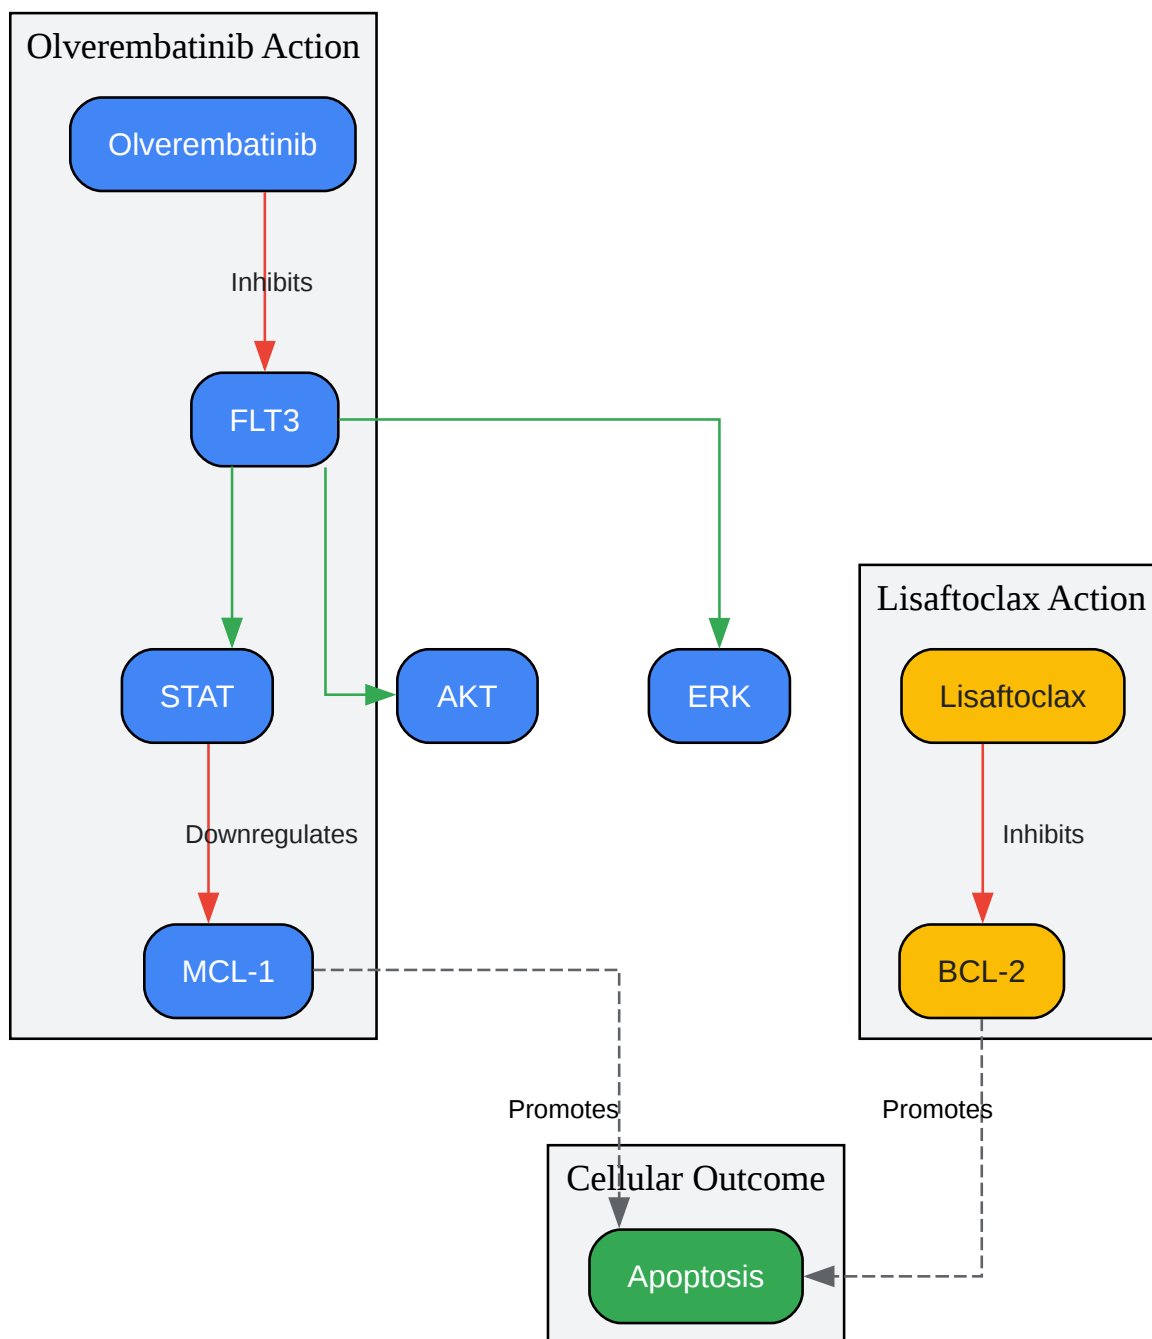 Olverembatinib Action
Olverembatinib
Inhibits
FLT3
Lisaftoclax Action
STAT
AKT
ERK
Lisaftoclax
Downregulates
Inhibits
MCL-1
BCL-2
Promotes
Promotes
Cellular Outcome
Apoptosis